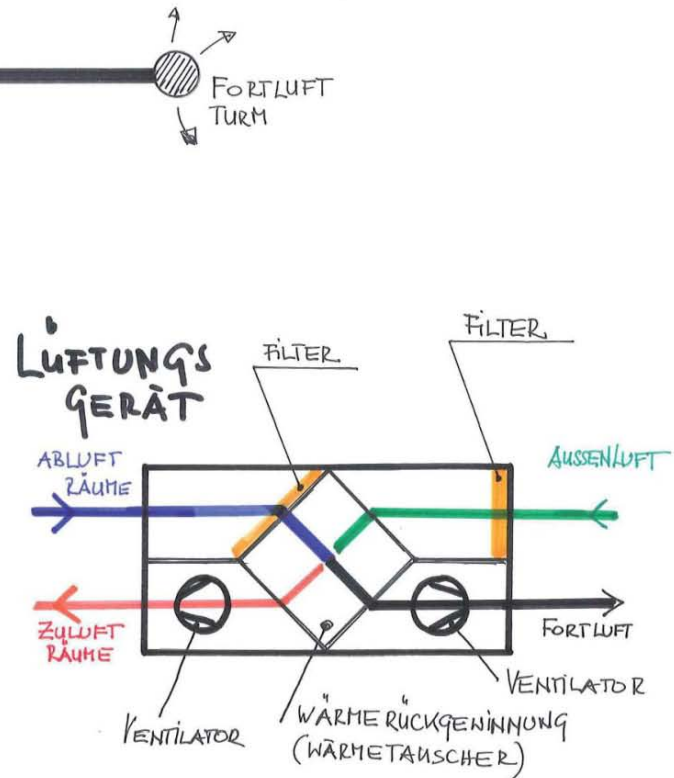 FORTLUFT
TURM
LÜFTUNGS
GERÄT
FILTER
FILTER
ABLUFT
RÄUME
AUSSENLUFT
ZULUFT
RÄUME
FORTLUFT
VENTILATOR
VENTILATOR
WÄRMERÜCKGEWINNUNG
(WÄRMETAUSCHER)